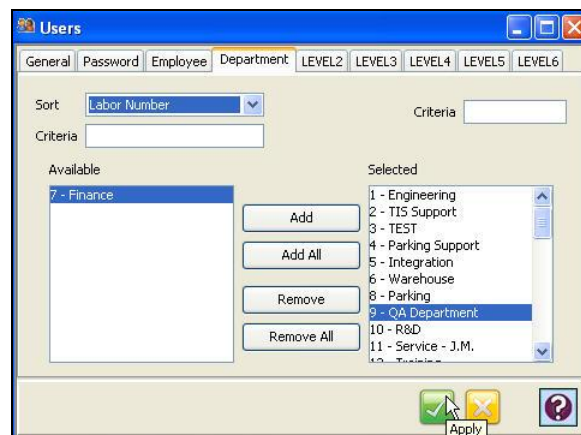 Users
General Password Employee Department LEVEL2 LEVEL3 LEVEL4 LEVEL5 LEVEL6
Sort Labor Number
Criteria
Criteria
Available
7 - Finance
Add
Add All
Remove
Remove All
Selected
1 - Engineering
2 - TIS Support
3 - TEST
4 - Parking Support
5 - Integration
6 - Warehouse
8 - Parking
9 - QA Department
10 - R&D
11 - Service - J.M.
12 - Training
Apply